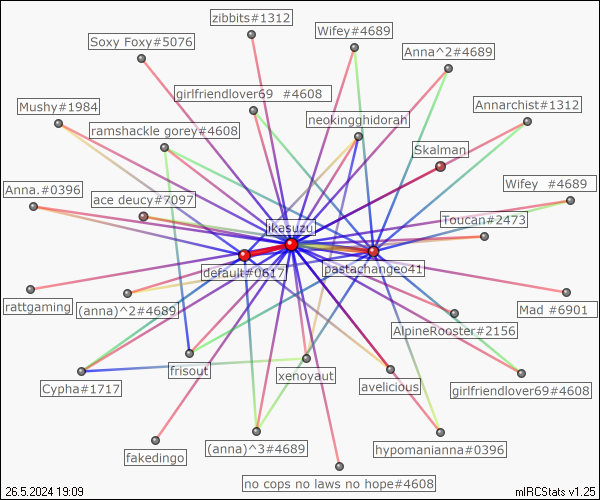 zibbits#1312
Wifey#4689
Soxy Foxy#5076
Anna^2#4689
girlfriendlover69 #4608
Mushy#1984
Annarchist#1312
neokingghidorah
ramshackle gorey#4608
Skalman
Anna.#0396
Wifey #4689
ace deucy#7097
Toucan#2473
jkasuzu
default#0617
pastachange041
rattgaming
(anna)^2#4689
Mad #6901
AlpineRooster#2156
frisout
xenoyaut
avelicious
Cypha#1717
girlfriendlover69#4608
(anna)^3#4689
hypomanianna#0396
fakedingo
no cops no laws no hope#4608
26.5.2024 19:09
mIRCStats v1.25